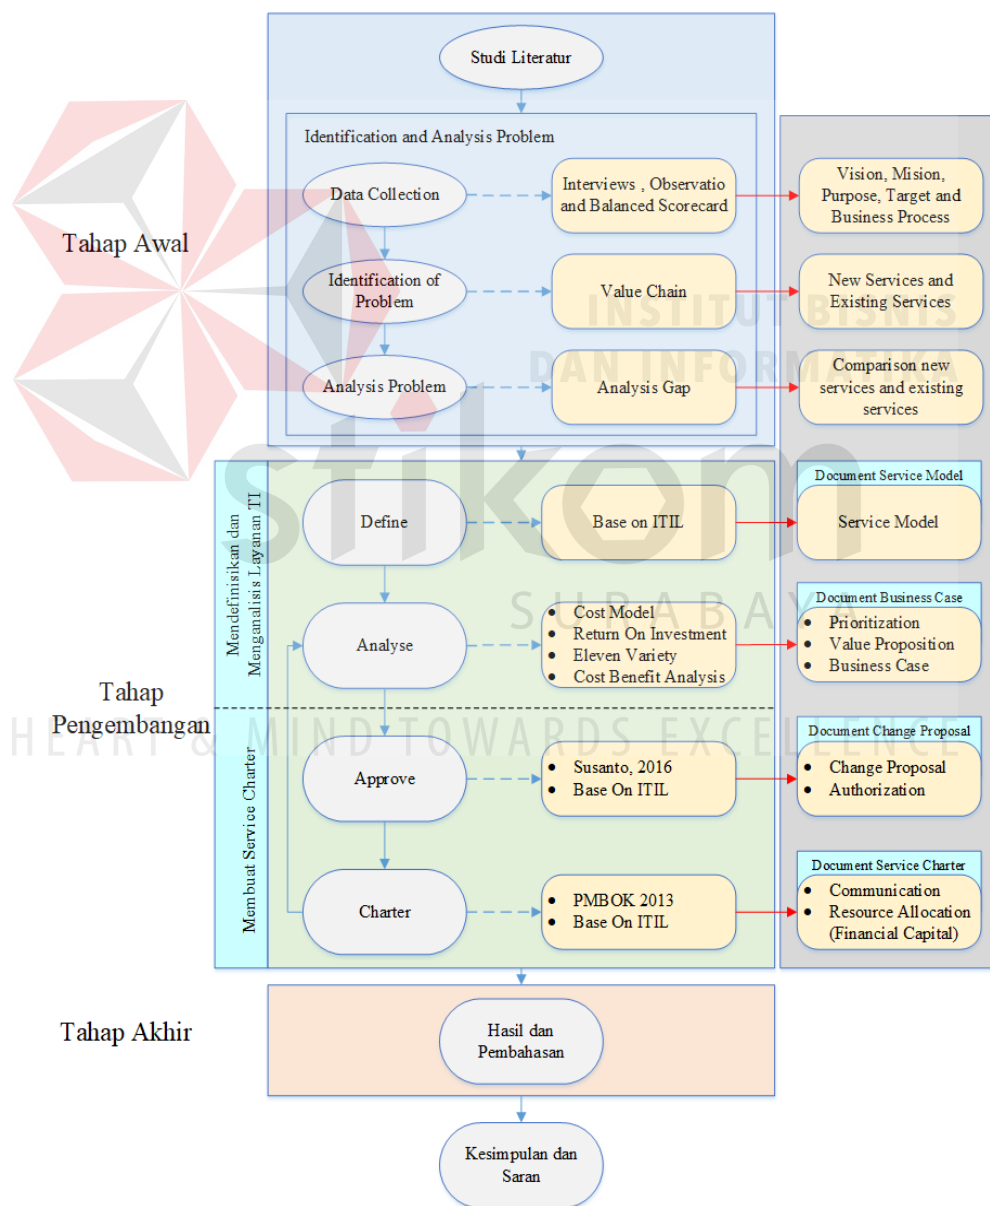 Studi Literatur
Identification and Analysis Problem
Data Collection
Interviews , Observatio
and Balanced Scorecard
Vision, Mision,
Purpose, Target and
Business Process
Tahap Awal
Identification of
Problem
Value Chain
New Services and
Existing Services
INSTITUT BISNIS
DAN INFORMATIKA
Analysis Problem
Analysis Gap
Comparison new
services and existing
services
stikom
SURABAYA
Mendefinisikan dan
Menganalisis Layanan TI
Define
Base on ITIL
Document Service Model
Service Model
Analyse
• Cost Model
• Return On Investment
• Eleven Variety
• Cost Benefit Analysis
Document Business Case
• Prioritization
• Value Proposition
• Business Case
Tahap
Pengembangan
HEART & MIND TOWARDS EXCELLENCE
Membuat Service Charter
Approve
• Susanto, 2016
• Base On ITIL
Document Change Proposal
• Change Proposal
• Authorization
Charter
• PMBOK 2013
• Base On ITIL
Document Service Charter
• Communication
• Resource Allocation
(Financial Capital)
Tahap Akhir
Hasil dan
Pembahasan
Kesimpulan dan
Saran